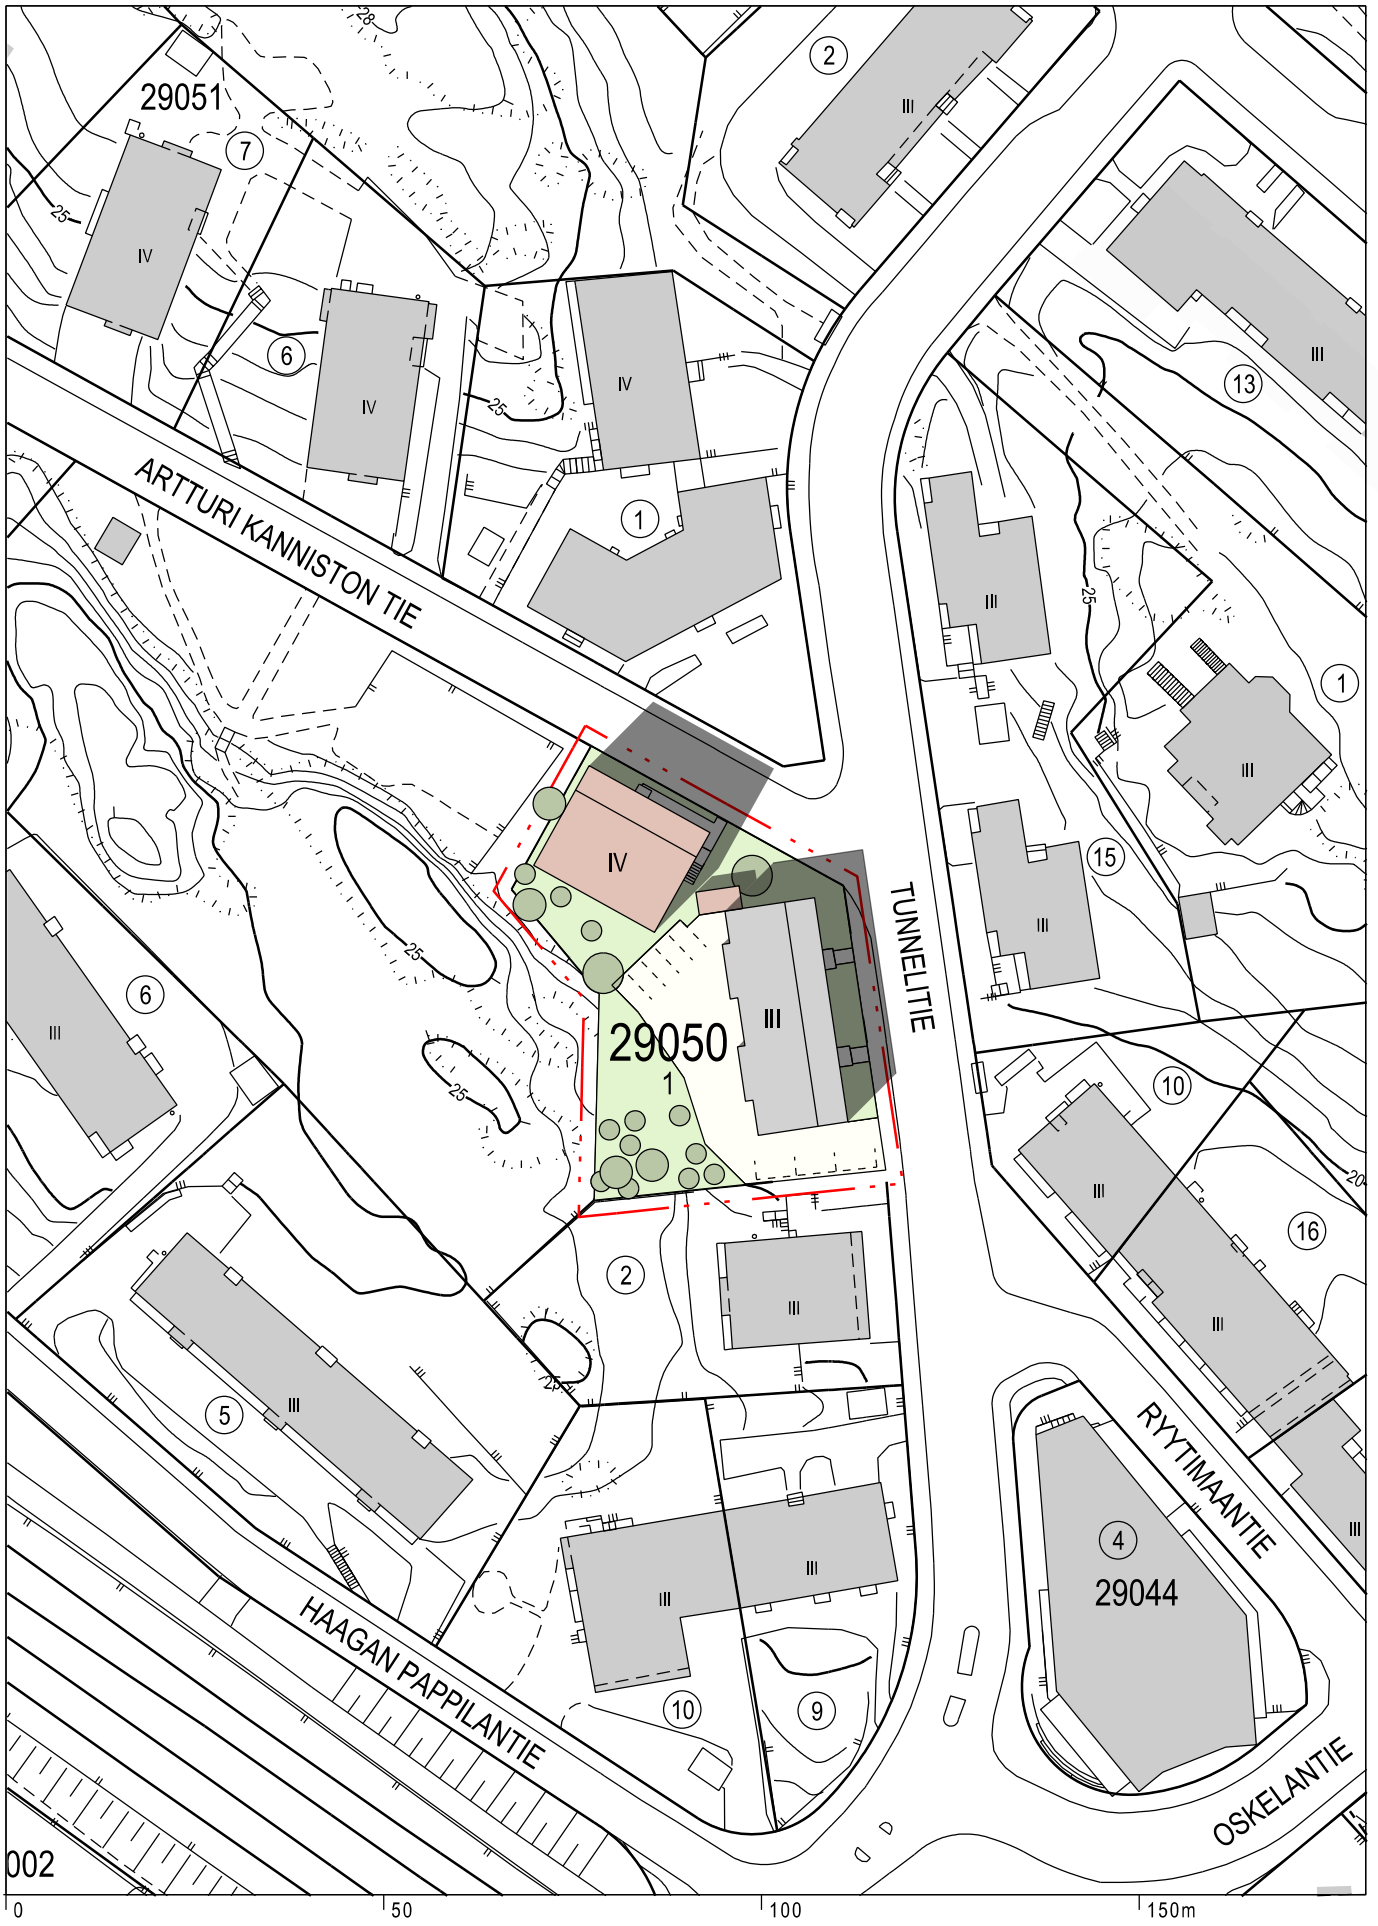 28
2
29051
7
III
25
IV
6
IV
IV
25
13
III
1
ARTTURI KANNISTON TIE
III
25
1
III
IV
15
TUNNELITIE
III
25
6
III
29050
1
III
25
10
III
20
16
2
III
III
25
5
III
RYYTIMAANTIE
4
29044
III
III
III
HAAGAN PAPPILANTIE
10
9
OSKELANTIE
002
0 50 100 150m